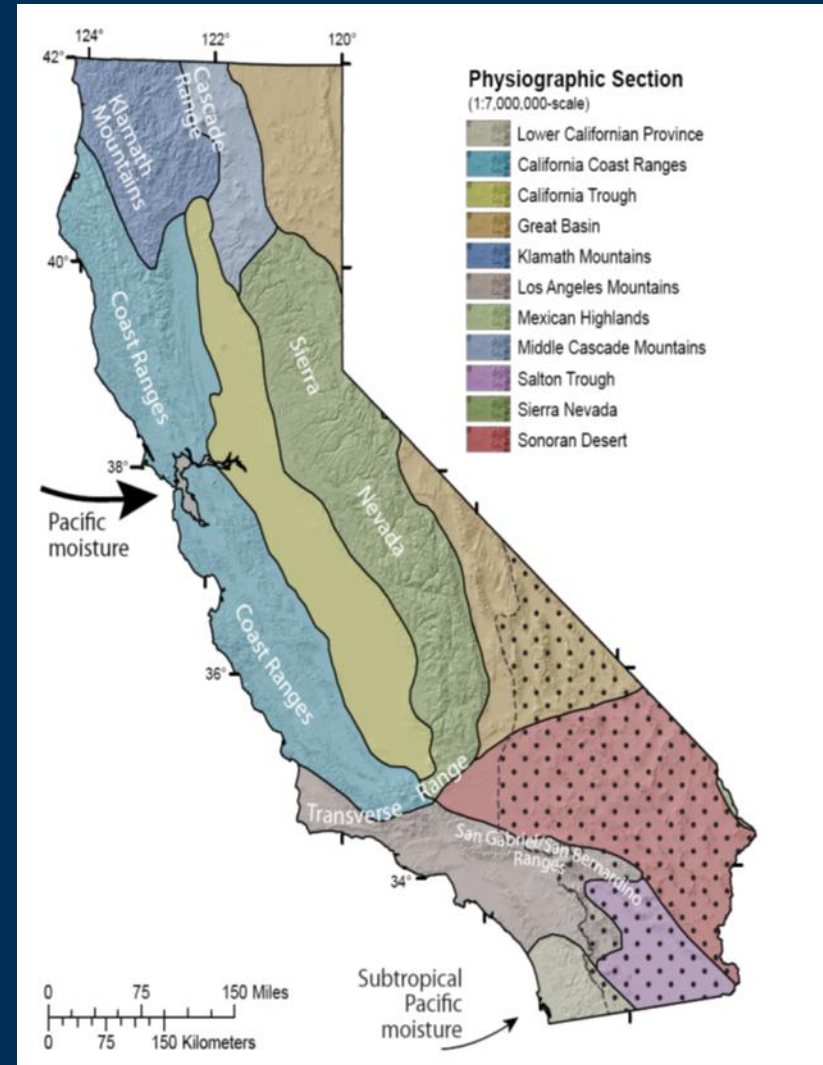 124°
122°
120°
42°
40°
38°
36°
34°
Klamath
Mountains
Cascade
Range
Coast Ranges
Sierra
Nevada
Pacific
moisture
Coast Ranges
Transverse Range
San Gabriel/San Bernardino
Ranges
Subtropical
Pacific
moisture
0 75 150 Miles
0 75 150 Kilometers
Physiographic Section
(1:7,000,000-scale)
Lower Californian Province
California Coast Ranges
California Trough
Great Basin
Klamath Mountains
Los Angeles Mountains
Mexican Highlands
Middle Cascade Mountains
Salton Trough
Sierra Nevada
Sonoran Desert